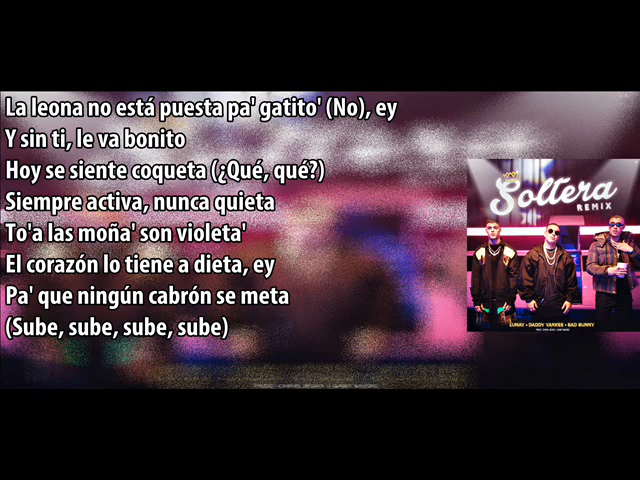 La leona no está puesta pa' gatito' (No), ey
Y sin ti, le va bonito
Hoy se siente coqueta (¿Qué, qué?)
Siempre activa, nunca quieta
To'a las moña' son violeta'
El corazón lo tiene a dieta, ey
Pa' que ningún cabrón se meta
(Sube, sube, sube, sube)
Soltera
REMIX
LUNAY • DADDY YANKEE • BAD BUNNY